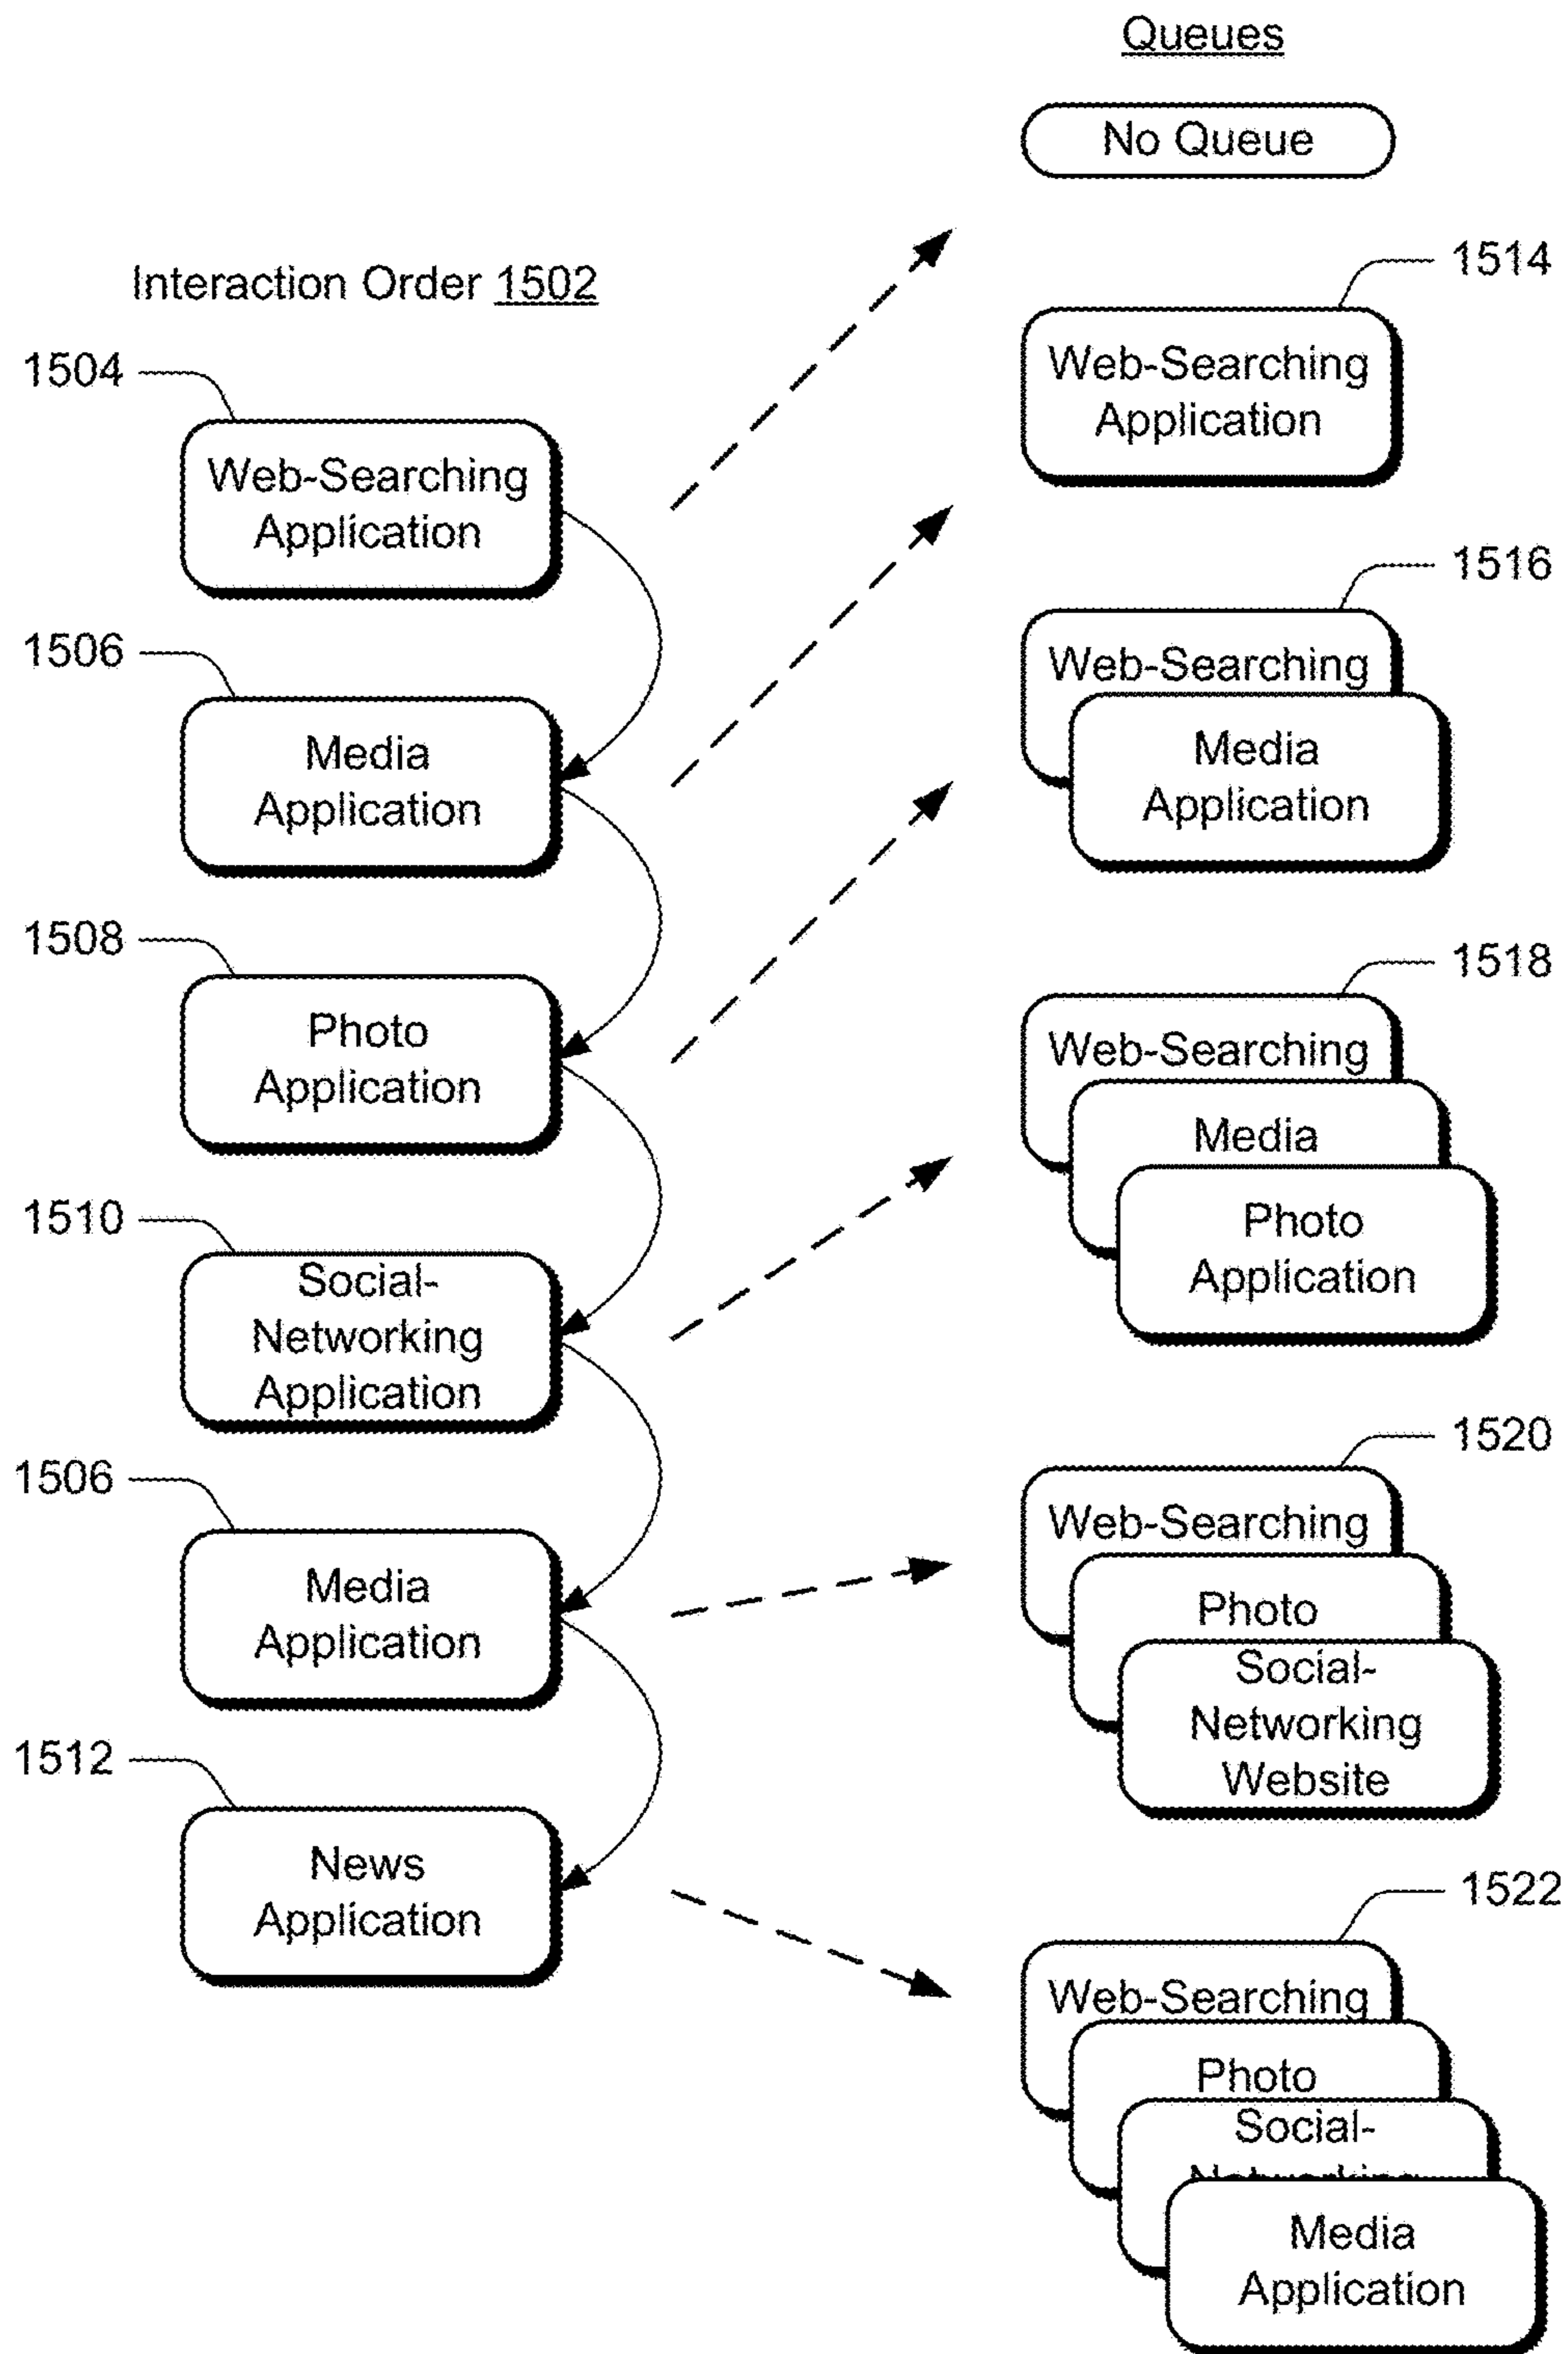 Queues
No Queue
Interaction Order 1502
1504
Web-Searching
Application
1506
Media
Application
1508
Photo
Application
1510
Social-
Networking
Application
1506
Media
Application
1512
News
Application
1514
Web-Searching
Application
1516
Web-Searching
Media
Application
1518
Web-Searching
Media
Photo
Application
1520
Web-Searching
Photo
Social-
Networking
Website
1522
Web-Searching
Photo
Social-
Media
Application